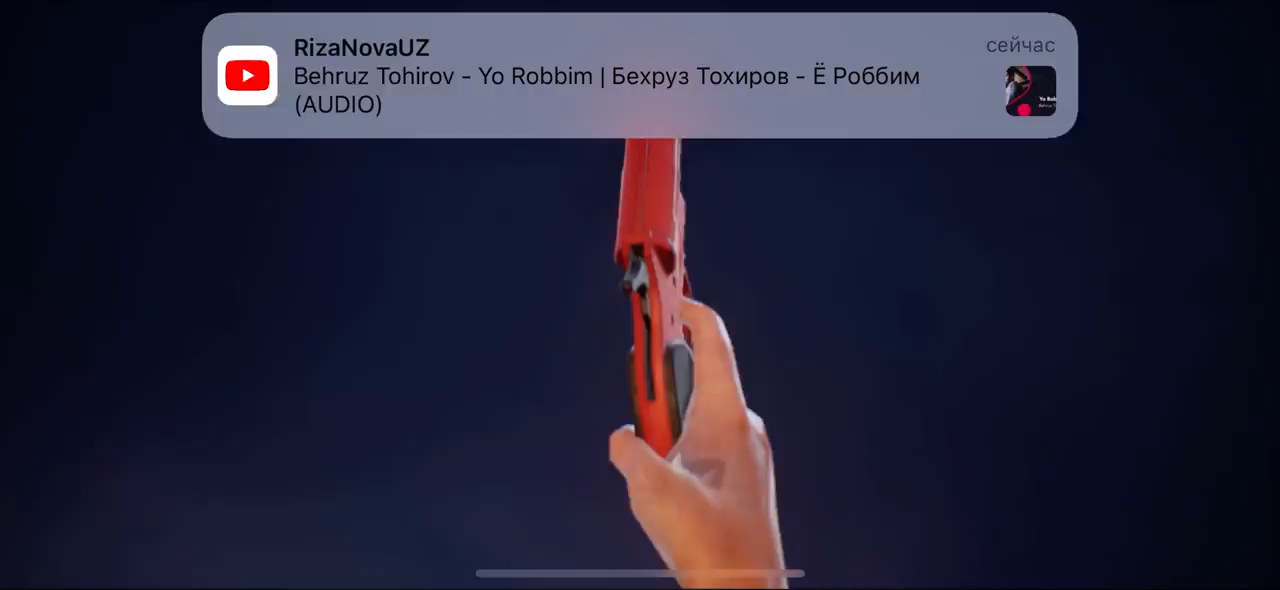 RizaNovaUZ
сейчас
Behruz Tohirov - Yo Robbim | Бехруз Тохиров - Ё Роббим
(AUDIO)